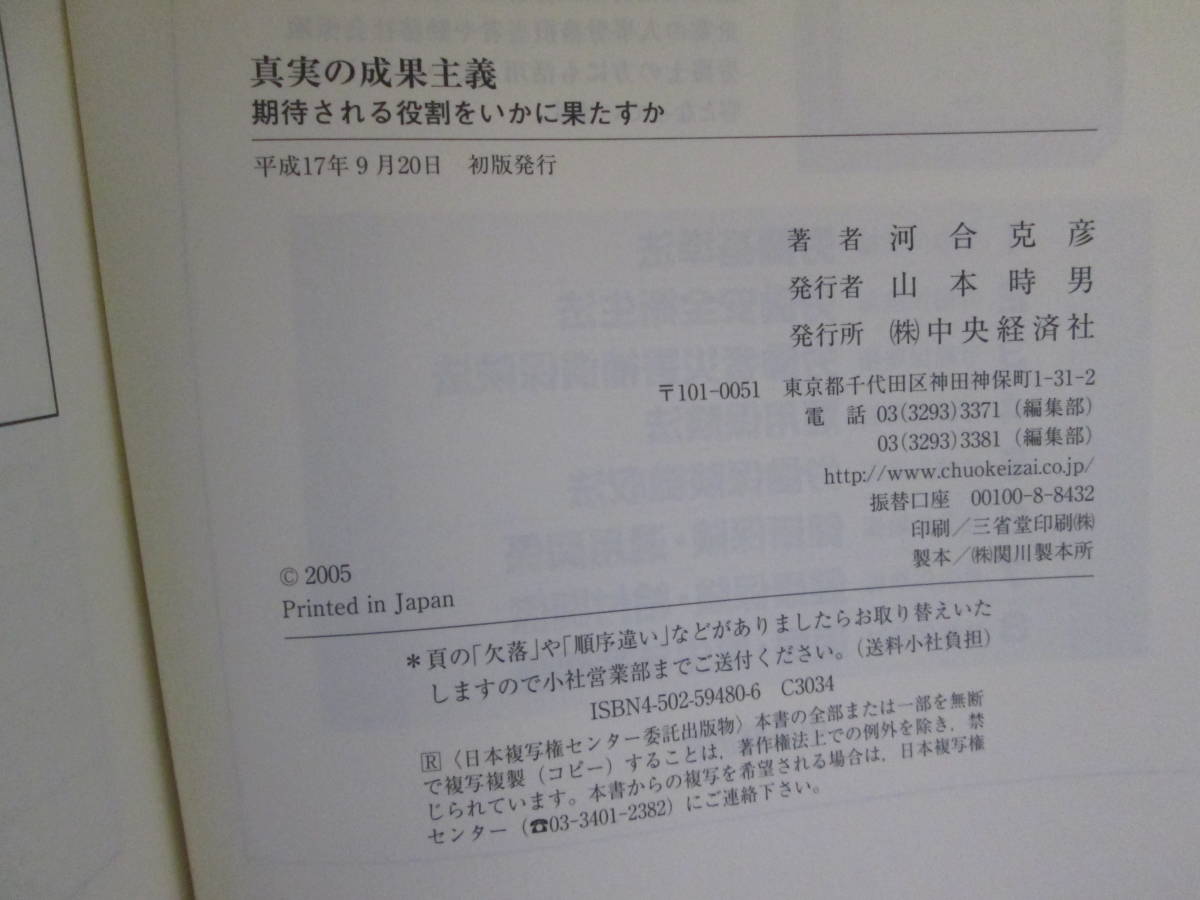 真実の成果主義
期待される役割をいかに果たすか
平成17年9月20日　初版発行
著者　河合克彦
発行者　山本時男
発行所　㈱中央経済社
〒101-0051　東京都千代田区神田神保町1-31-2
電話　03(3293)3371（編集部）
03(3293)3381（編集部）
http://www.chuokeizai.co.jp/
振替口座　00100-8-8432
印刷／三省堂印刷㈱
製本／㈱関川製本所
© 2005
Printed in Japan
＊頁の「欠落」や「順序違い」などがありましたらお取り替えいた
しますので小社営業部までご送付ください。（送料小社負担）
ISBN4-502-59480-6　C3034
🅁〈日本複写権センター委託出版物〉本書の全部または一部を無断
で複写複製（コピー）することは，著作権法上での例外を除き，禁
じられています。本書からの複写を希望される場合は，日本複写権
センター（☎03-3401-2382）にご連絡下さい。